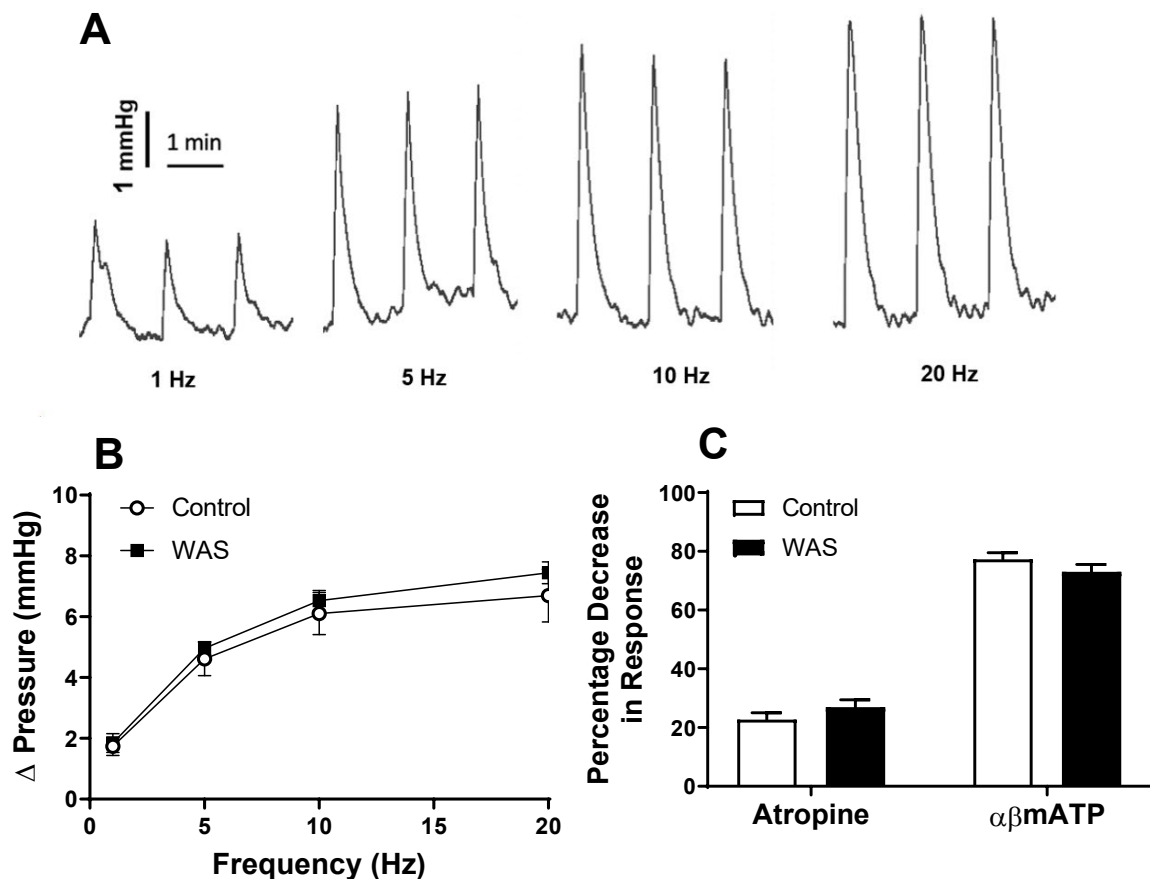 A
1 mmHg
1 min
1 Hz
5 Hz
10 Hz
20 Hz
B
Control
WAS
Δ Pressure (mmHg)
10
8
6
4
2
0
0
5
10
15
20
Frequency (Hz)
C
Control
WAS
Percentage Decrease
in Response
100
80
60
40
20
0
Atropine
αβmATP